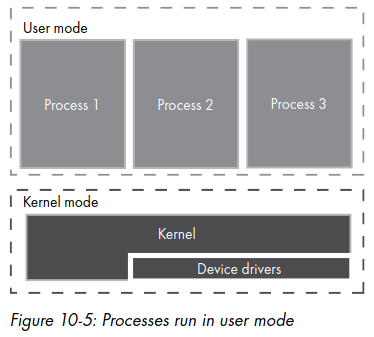 User mode
Process 1
Process 2
Process 3
Kernel mode
Kernel
Device drivers
Figure 10-5: Processes run in user mode